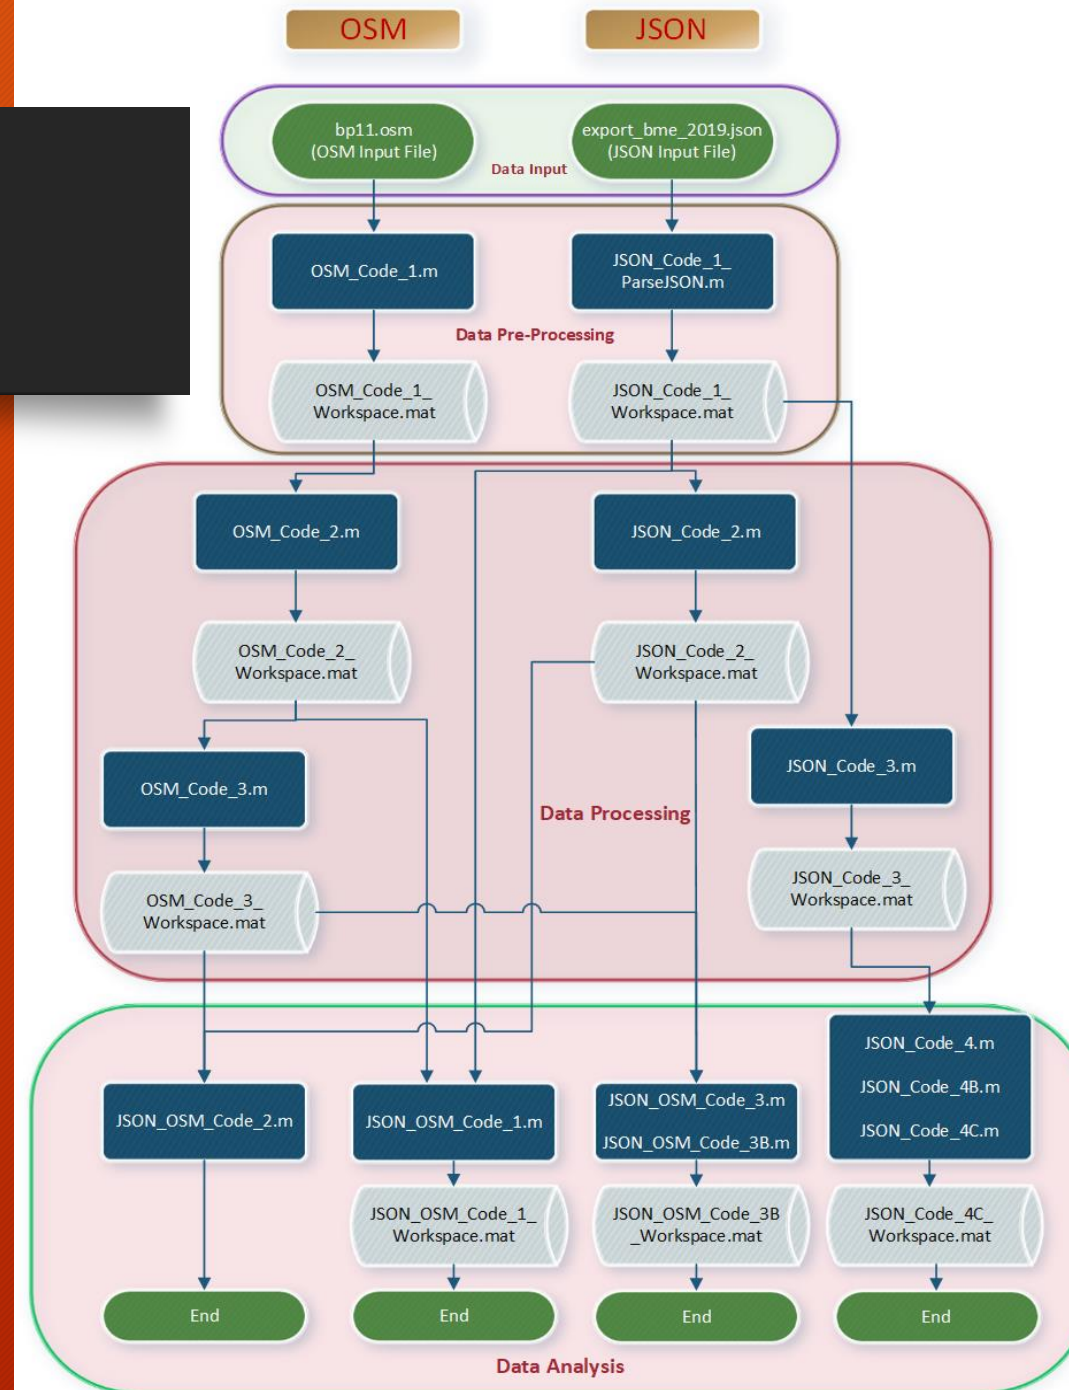 OSM
JSON
bp11.osm
(OSM Input File)
export_bme_2019.json
(JSON Input File)
Data Input
OSM_Code_1.m
JSON_Code_1_
ParseJSON.m
Data Pre-Processing
OSM_Code_1_
Workspace.mat
JSON_Code_1_
Workspace.mat
OSM_Code_2.m
JSON_Code_2.m
OSM_Code_2_
Workspace.mat
JSON_Code_2_
Workspace.mat
OSM_Code_3.m
JSON_Code_3.m
Data Processing
OSM_Code_3_
Workspace.mat
JSON_Code_3_
Workspace.mat
JSON_OSM_Code_2.m
JSON_OSM_Code_1.m
JSON_OSM_Code_3.m
JSON_OSM_Code_3B.m
JSON_Code_4.m
JSON_Code_4B.m
JSON_Code_4C.m
JSON_OSM_Code_1_
Workspace.mat
JSON_OSM_Code_3B
_Workspace.mat
JSON_Code_4C_
Workspace.mat
End
End
End
End
Data Analysis